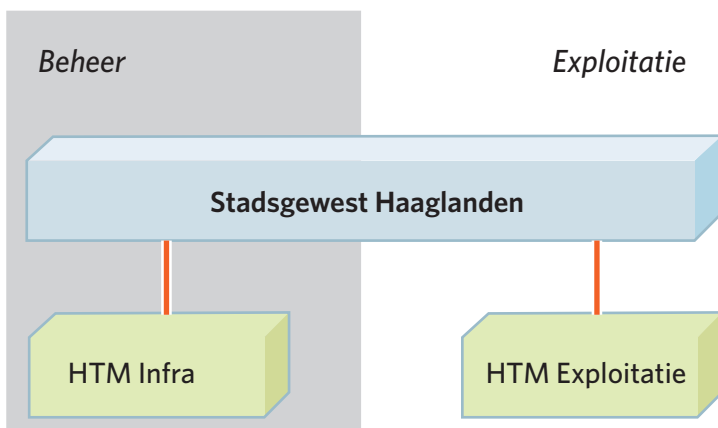 Beheer
Exploitatie
Stadsgewest Haaglanden
HTM Infra
HTM Exploitatie